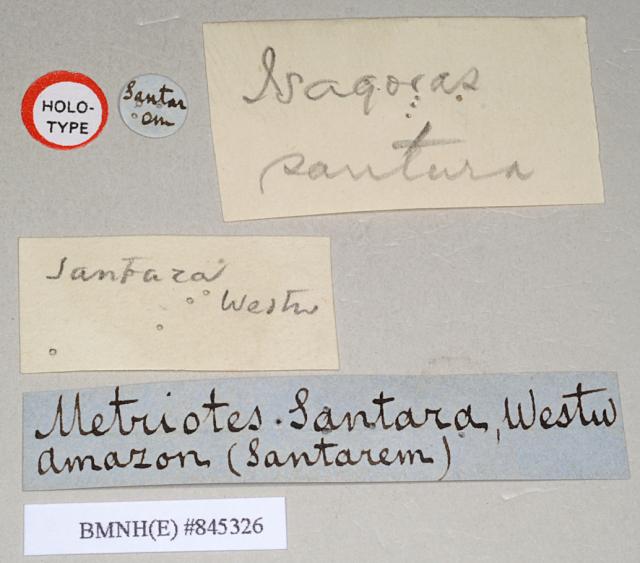 HOLO-
TYPE
Santar
em
Isagoras
santara
Santara
Westw
Metriotes. Santara, Westw
Amazon (Santarem)
BMNH(E) #845326